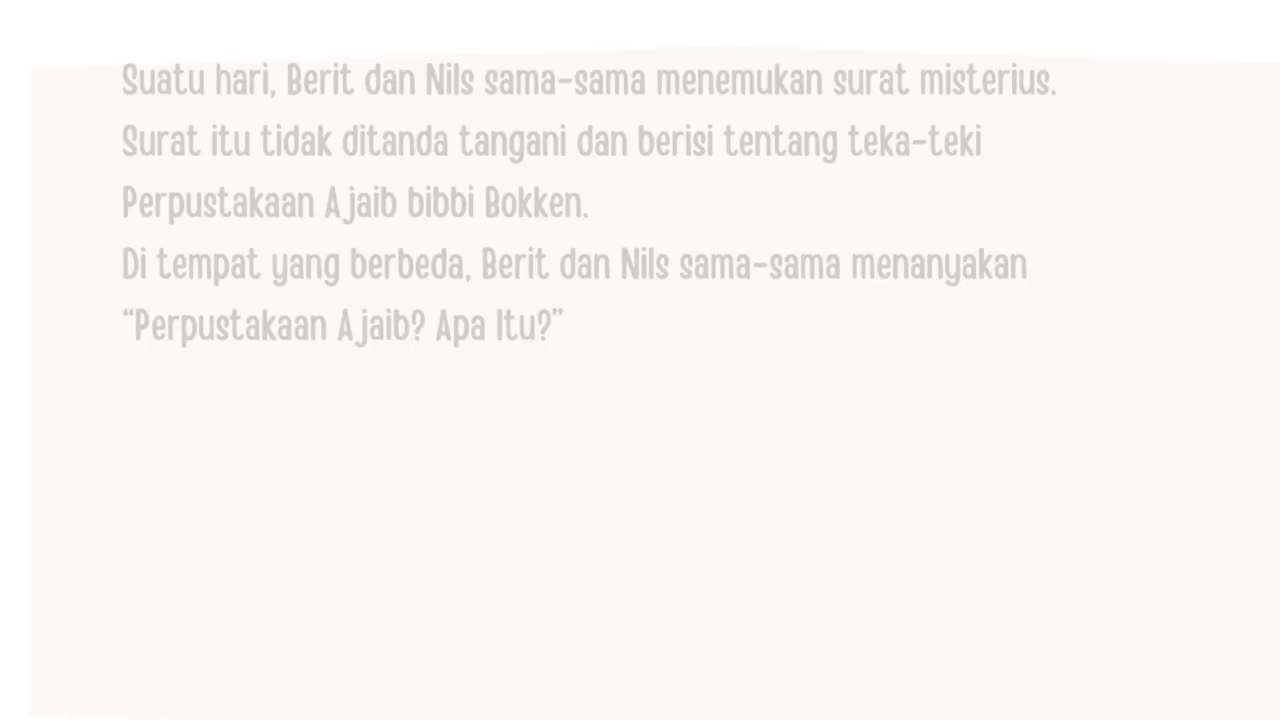 Suatu hari, Berit dan Nils sama-sama menemukan surat misterius.
Surat itu tidak ditanda tangani dan berisi tentang teka-teki
Perpustakaan Ajaib bibbi Bokken.
Di tempat yang berbeda, Berit dan Nils sama-sama menanyakan
“Perpustakaan Ajaib? Apa Itu?”